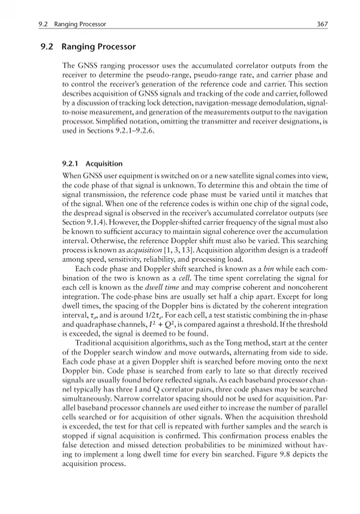 9.2 Ranging Processor 367
9.2 Ranging Processor
The GNSS ranging processor uses the accumulated correlator outputs from the
receiver to determine the pseudo-range, pseudo-range rate, and carrier phase and
to control the receiver's generation of the reference code and carrier. This section
describes acquisition of GNSS signals and tracking of the code and carrier, followed
by a discussion of tracking lock detection, navigation-message demodulation, signal-
to-noise measurement, and generation of the measurements output to the navigation
processor. Simplified notation, omitting the transmitter and receiver designations, is
used in Sections 9.2.1–9.2.6.
9.2.1 Acquisition
When GNSS user equipment is switched on or a new satellite signal comes into view,
the code phase of that signal is unknown. To determine this and obtain the time of
signal transmission, the reference code phase must be varied until it matches that
of the signal. When one of the reference codes is within one chip of the signal code,
the despread signal is observed in the receiver's accumulated correlator outputs (see
Section 9.1.4). However, the Doppler-shifted carrier frequency of the signal must also
be known to sufficient accuracy to maintain signal coherence over the accumulation
interval. Otherwise, the reference Doppler shift must also be varied. This searching
process is known as acquisition [1, 3, 13]. Acquisition algorithm design is a tradeoff
among speed, sensitivity, reliability, and processing load.
Each code phase and Doppler shift searched is known as a bin while each com-
bination of the two is known as a cell. The time spent correlating the signal for
each cell is known as the dwell time and may comprise coherent and noncoherent
integration. The code-phase bins are usually set half a chip apart. Except for long
dwell times, the spacing of the Doppler bins is dictated by the coherent integration
interval, τa, and is around 1/2τa. For each cell, a test statistic combining the in-phase
and quadraphase channels, I² + Q², is compared against a threshold. If the threshold
is exceeded, the signal is deemed to be found.
Traditional acquisition algorithms, such as the Tong method, start at the center
of the Doppler search window and move outwards, alternating from side to side.
Each code phase at a given Doppler shift is searched before moving onto the next
Doppler bin. Code phase is searched from early to late so that directly received
signals are usually found before reflected signals. As each baseband processor chan-
nel typically has three I and Q correlator pairs, three code phases may be searched
simultaneously. Narrow correlator spacing should not be used for acquisition. Par-
allel baseband processor channels are used either to increase the number of parallel
cells searched or for acquisition of other signals. When the acquisition threshold
is exceeded, the test for that cell is repeated with further samples and the search is
stopped if signal acquisition is confirmed. This confirmation process enables the
false detection and missed detection probabilities to be minimized without hav-
ing to implement a long dwell time for every bin searched. Figure 9.8 depicts the
acquisition process.